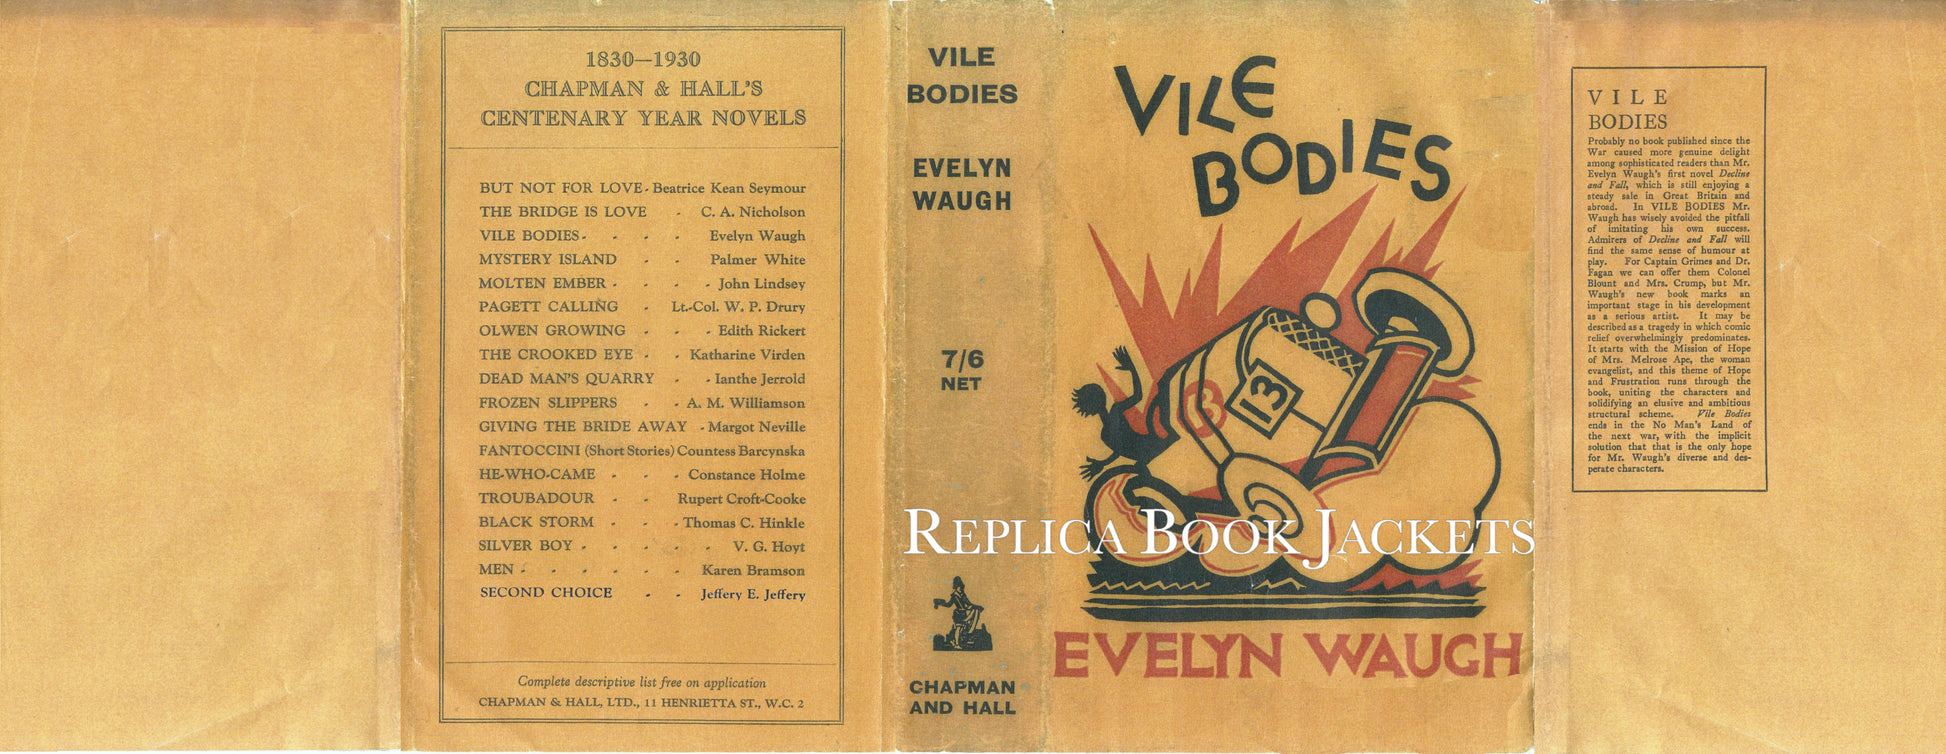 1830—1930
CHAPMAN & HALL'S
CENTENARY YEAR NOVELS
BUT NOT FOR LOVE - Beatrice Kean Seymour
THE BRIDGE IS LOVE - C. A. Nicholson
VILE BODIES - - - - Evelyn Waugh
MYSTERY ISLAND - - Palmer White
MOLTEN EMBER - - - - John Lindsey
PAGETT CALLING - Lt.-Col. W. P. Drury
OLWEN GROWING - - - Edith Rickert
THE CROOKED EYE - - Katharine Virden
DEAD MAN'S QUARRY - - Ianthe Jerrold
FROZEN SLIPPERS - - A. M. Williamson
GIVING THE BRIDE AWAY - Margot Neville
FANTOCCINI (Short Stories) Countess Barcynska
HE-WHO-CAME - - - Constance Holme
TROUBADOUR - - Rupert Croft-Cooke
BLACK STORM - - - Thomas C. Hinkle
SILVER BOY - - - - - V. G. Hoyt
MEN - - - - - - Karen Bramson
SECOND CHOICE - - Jeffery E. Jeffery
Complete descriptive list free on application
CHAPMAN & HALL, LTD., 11 HENRIETTA ST., W.C. 2
VILE
BODIES
EVELYN
WAUGH
7/6
NET
CHAPMAN
AND HALL
VILE
BODIES
13
13
EVELYN WAUGH
REPLICA BOOK JACKETS
VILE
BODIES
Probably no book published since the
War caused more genuine delight
among sophisticated readers than Mr.
Evelyn Waugh's first novel Decline
and Fall, which is still enjoying a
steady sale in Great Britain and
abroad. In VILE BODIES Mr.
Waugh has wisely avoided the pitfall
of imitating his own success.
Admirers of Decline and Fall will
find the same sense of humour at
play. For Captain Grimes and Dr.
Fagan we can offer them Colonel
Blount and Mrs. Crump, but Mr.
Waugh's new book marks an
important stage in his development
as a serious artist. It may be
described as a tragedy in which comic
relief overwhelmingly predominates.
It starts with the Mission of Hope
of Mrs. Melrose Ape, the woman
evangelist, and this theme of Hope
and Frustration runs through the
book, uniting the characters and
solidifying an elusive and ambitious
structural scheme. Vile Bodies
ends in the No Man's Land of
the next war, with the implicit
solution that that is the only hope
for Mr. Waugh's diverse and des-
perate characters.